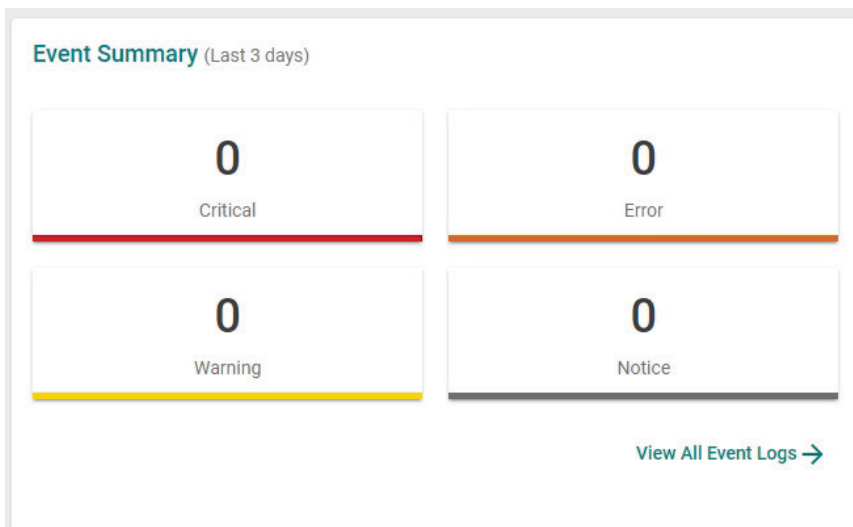 Event Summary (Last 3 days)
0
Critical
0
Error
0
Warning
0
Notice
View All Event Logs